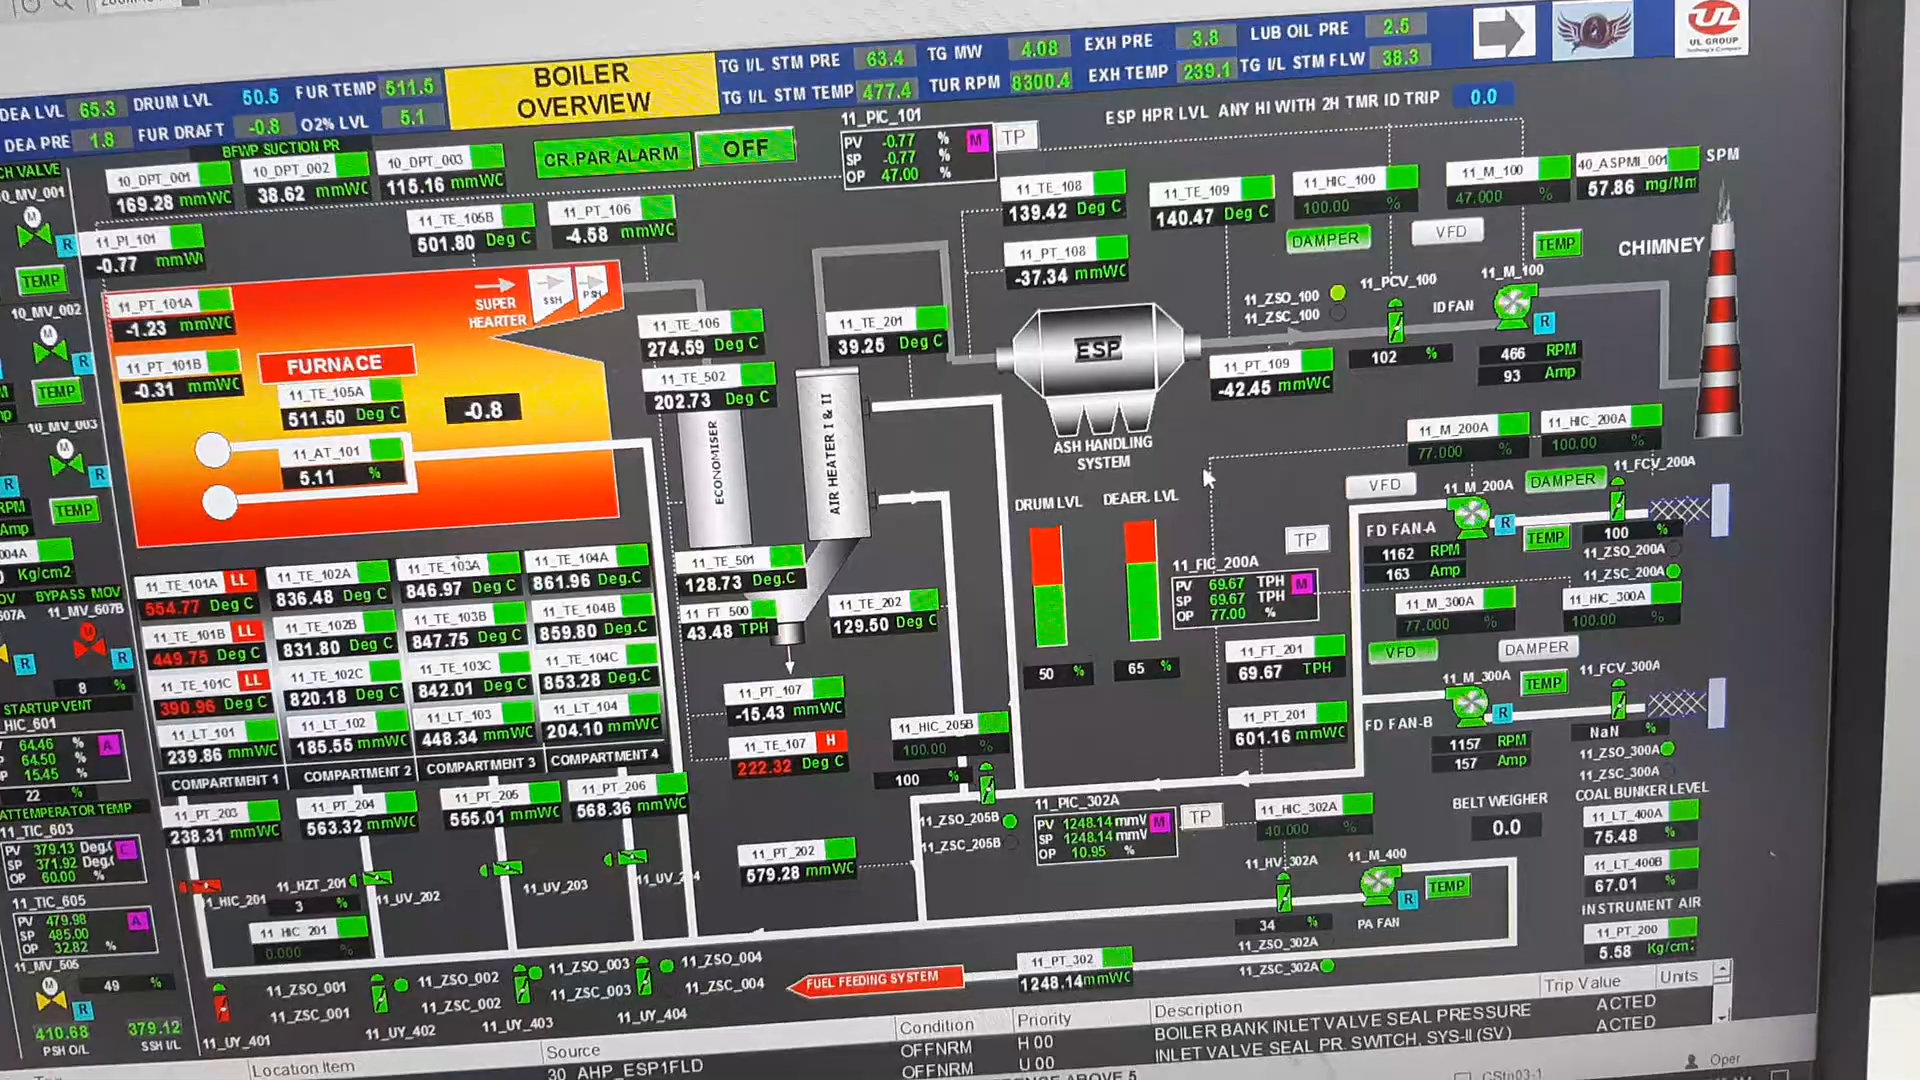 DEA LVL 65.3 DRUM LVL 50.5 FUR TEMP 511.5
DEA PRE 1.8 FUR DRAFT -0.8 O2% LVL 5.1
BOILER
OVERVIEW
TG I/L STM PRE 63.4 TG MW 4.08 EXH PRE 3.8 LUB OIL PRE 2.5
TG I/L STM TEMP 477.4 TUR RPM 8300.4 EXH TEMP 239.1 TG I/L STM FLW 38.3
UL
UL GROUP
BFWP SUCTION PR
CR.PAR ALARM OFF
ESP HPR LVL ANY HI WITH 2H TMR ID TRIP 0.0
11_PIC_101
PV -0.77 %
SP -0.77 %
OP 47.00 %
M TP
10_DPT_001
169.28 mmWC
10_DPT_002
38.62 mmWC
10_DPT_003
115.16 mmWC
11_TE_105B
501.80 Deg C
11_PT_106
-4.58 mmWC
11_TE_108
139.42 Deg C
11_TE_109
140.47 Deg C
11_HIC_100
100.00 %
11_M_100
47.000 %
40_ASPMI_001
57.86 mg/Nm
SPM
CH VALVE
0_MV_001
R
TEMP
10_MV_002
R
TEMP
10_MV_003
R
TEMP
11_PI_101
-0.77 mmW
11_PT_108
-37.34 mmWC
DAMPER VFD TEMP
CHIMNEY
11_PT_101A
-1.23 mmWC
11_PT_101B
-0.31 mmWC
SUPER
HEARTER
SSH PSH
FURNACE
11_TE_105A
511.50 Deg C
-0.8
11_AT_101
5.11 %
11_TE_106
274.59 Deg C
11_TE_502
202.73 Deg C
ECONOMISER
AIR HEATER I & II
11_TE_201
39.25 Deg C
ESP
ASH HANDLING
SYSTEM
11_ZSO_100
11_ZSC_100
11_PCV_100
102 %
11_M_100
ID FAN
R
466 RPM
93 Amp
11_PT_109
-42.45 mmWC
DRUM LVL DEAER. LVL
50 % 65 %
11_M_200A
77.000 %
11_HIC_200A
100.00 %
11_FCV_200A
VFD
11_M_200A
DAMPER
FD FAN-A
R
TEMP
100 %
1162 RPM
163 Amp
11_ZSO_200A
11_ZSC_200A
TP
11_FIC_200A
PV 69.67 TPH
SP 69.67 TPH
OP 77.00 %
M
11_M_300A
77.000 %
11_HIC_300A
100.00 %
VFD DAMPER
11_M_300A
TEMP
11_FCV_300A
FD FAN-B
R
NaN %
1157 RPM
157 Amp
11_ZSO_300A
11_ZSC_300A
11_FT_201
69.67 TPH
11_PT_201
601.16 mmWC
RPM
Amp
004A
Kg/cm2
BYPASS MOV
607A 11_MV_607B
R R
8 %
STARTUP VENT
HIC_601
64.46 %
64.50 %
15.45 %
A
22 %
11_TE_101A LL
554.77 Deg C
11_TE_101B LL
449.75 Deg C
11_TE_101C LL
390.96 Deg C
11_LT_101
239.86 mmWC
COMPARTMENT 1
11_TE_102A
836.48 Deg C
11_TE_102B
831.80 Deg C
11_TE_102C
820.18 Deg C
11_LT_102
185.55 mmWC
COMPARTMENT 2
11_TE_103A
846.97 Deg C
11_TE_103B
847.75 Deg C
11_TE_103C
842.01 Deg C
11_LT_103
448.34 mmWC
COMPARTMENT 3
11_TE_104A
861.96 Deg.C
11_TE_104B
859.80 Deg.C
11_TE_104C
853.28 Deg.C
11_LT_104
204.10 mmWC
COMPARTMENT 4
11_TE_501
128.73 Deg.C
11_FT_500
43.48 TPH
11_TE_202
129.50 Deg C
11_PT_107
-15.43 mmWC
11_TE_107 H
222.32 Deg C
11_HIC_205B
100.00 %
100 %
11_ZSO_205B
11_ZSC_205B
ATTEMPERATOR TEMP
11_TIC_603
PV 379.13 Deg.C
SP 371.92 Deg.C
OP 60.00 %
C
11_TIC_605
PV 479.98
SP 485.00
OP 32.82 %
A
11_MV_505
49 %
R
410.68
PSH O/L
379.12
SSH I/L
11_PT_203
238.31 mmWC
11_PT_204
563.32 mmWC
11_PT_205
555.01 mmWC
11_PT_206
568.36 mmWC
11_HIC_201
11_HZT_201
3 %
11_UV_202
11_UV_203
11_HIC_201
0.000 %
11_PT_202
579.28 mmWC
11_PIC_302A
PV 1248.14 mmW
SP 1248.14 mmW
OP 10.95 %
M TP
11_HIC_302A
40.000 %
11_HV_302A
34 %
11_M_400
R
TEMP
PA FAN
11_ZSO_302A
11_ZSC_302A
BELT WEIGHER
0.0
COAL BUNKER LEVEL
11_LT_400A
75.48 %
11_LT_400B
67.01 %
INSTRUMENT AIR
11_PT_200
5.58 Kg/cm2
11_ZSO_001
11_ZSC_001
11_UY_401
11_ZSO_002
11_ZSC_002
11_UY_402
11_ZSO_003
11_ZSC_003
11_UY_403
11_ZSO_004
11_ZSC_004
11_UY_404
FUEL FEEDING SYSTEM
11_PT_302
1248.14 mmWC
Location Item Source Condition Priority Description Trip Value Units
OFFNRM H 00 BOILER BANK INLET VALVE SEAL PRESSURE ACTED
30_AHP_ESP1FLD OFFNRM U 00 INLET VALVE SEAL PR. SWITCH, SYS-II (SV) ACTED
ABOVE 5
CStn03-1
Oper